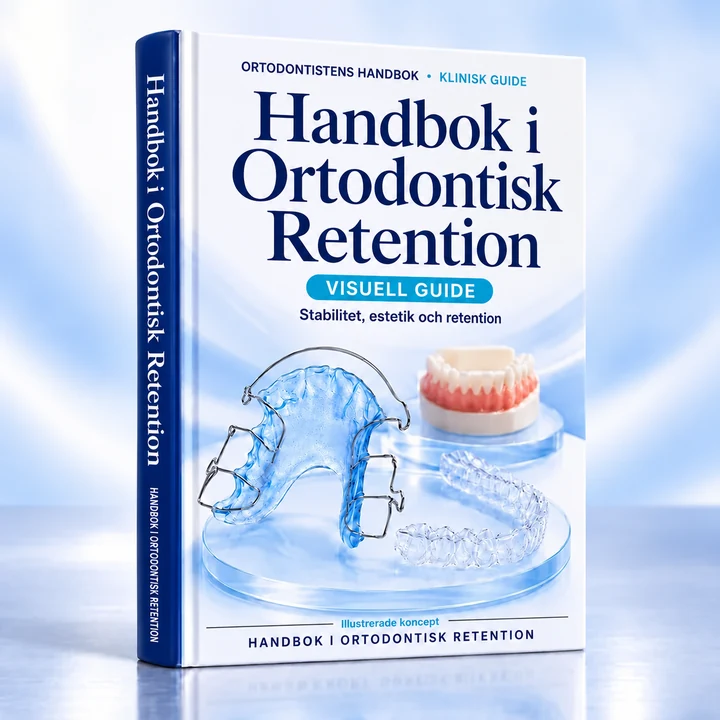 ORTODONTISTENS HANDBOK • KLINISK GUIDE
Handbok i
Ortodontisk
Retention
VISUELL GUIDE
Stabilitet, estetik och retention
Illustrerade koncept
HANDBOK I ORTODONTISK RETENTION
Handbok i Ortodontisk Retention
HANDBOK I ORTODONTISK RETENTION